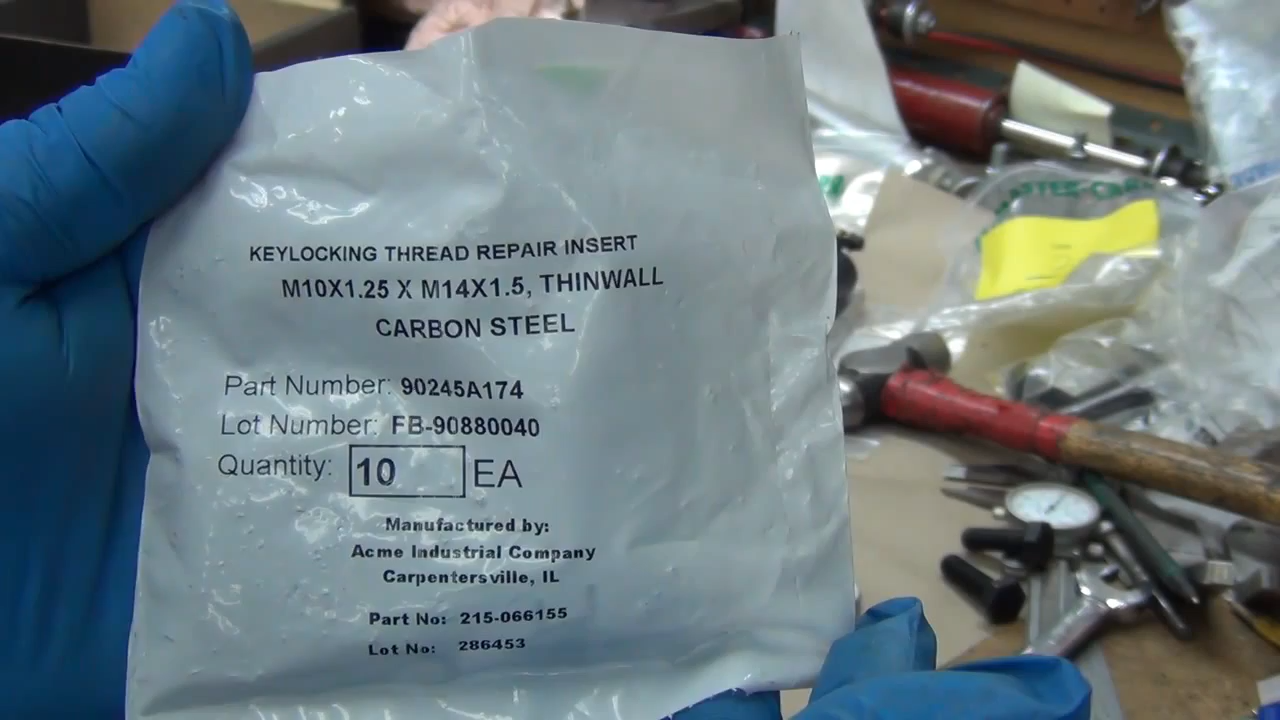 KEYLOCKING THREAD REPAIR INSERT
M10X1.25 X M14X1.5, THINWALL
CARBON STEEL
Part Number: 90245A174
Lot Number: FB-90880040
Quantity: 10 EA
Manufactured by:
Acme Industrial Company
Carpentersville, IL
Part No: 215-066155
Lot No: 286453